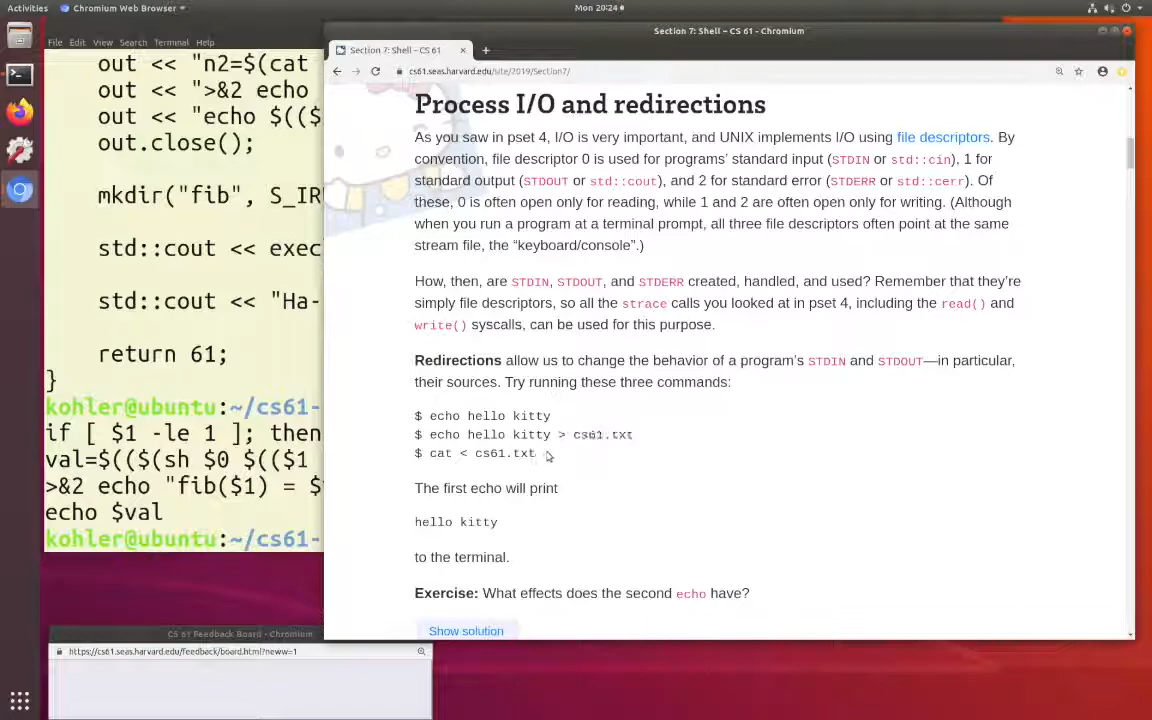 Activities
Chromium Web Browser
Mon 20:24
File Edit View Search Terminal Help
out << "n2=$(cat
out << ">&2 echo
out << "echo $(($
out.close();
mkdir("fib", S_IR
std::cout << exec
std::cout << "Ha-
return 61;
}
kohler@ubuntu:~/cs61-
if [ $1 -le 1 ]; then
val=$(($(sh $0 $(($1
>&2 echo "fib($1) = $
echo $val
kohler@ubuntu:~/cs61-
Section 7: Shell – CS 61 - Chromium
Section 7: Shell – CS 61
cs61.seas.harvard.edu/site/2019/Section7/
Process I/O and redirections
As you saw in pset 4, I/O is very important, and UNIX implements I/O using file descriptors. By
convention, file descriptor 0 is used for programs’ standard input (STDIN or std::cin), 1 for
standard output (STDOUT or std::cout), and 2 for standard error (STDERR or std::cerr). Of
these, 0 is often open only for reading, while 1 and 2 are often open only for writing. (Although
when you run a program at a terminal prompt, all three file descriptors often point at the same
stream file, the “keyboard/console”.)
How, then, are STDIN, STDOUT, and STDERR created, handled, and used? Remember that they’re
simply file descriptors, so all the strace calls you looked at in pset 4, including the read() and
write() syscalls, can be used for this purpose.
Redirections allow us to change the behavior of a program’s STDIN and STDOUT—in particular,
their sources. Try running these three commands:
$ echo hello kitty
$ echo hello kitty > cs61.txt
$ cat < cs61.txt
The first echo will print
hello kitty
to the terminal.
Exercise: What effects does the second echo have?
Show solution
CS 61 Feedback Board - Chromium
https://cs61.seas.harvard.edu/feedback/board.html?neww=1